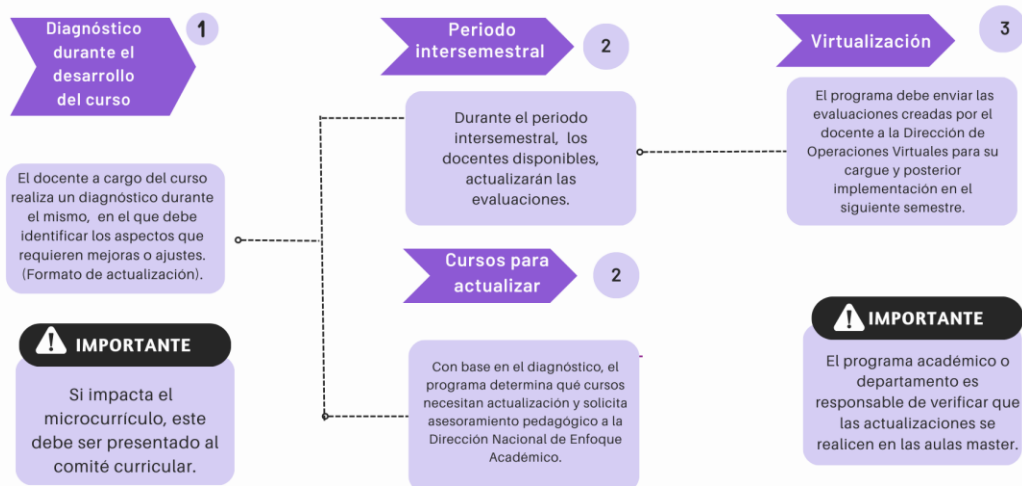 Diagnóstico
durante el
desarrollo
del curso
1
El docente a cargo del curso
realiza un diagnóstico durante
el mismo, en el que debe
identificar los aspectos que
requieren mejoras o ajustes.
(Formato de actualización).
IMPORTANTE
Si impacta el
microcurrículo, este
debe ser presentado al
comité curricular.
Periodo
intersemestral
2
Durante el periodo
intersemestral, los
docentes disponibles,
actualizarán las
evaluaciones.
Cursos para
actualizar
2
Con base en el diagnóstico, el
programa determina qué cursos
necesitan actualización y solicita
asesoramiento pedagógico a la
Dirección Nacional de Enfoque
Académico.
Virtualización
3
El programa debe enviar las
evaluaciones creadas por el
docente a la Dirección de
Operaciones Virtuales para su
cargue y posterior
implementación en el
siguiente semestre.
IMPORTANTE
El programa académico o
departamento es
responsable de verificar que
las actualizaciones se
realicen en las aulas master.